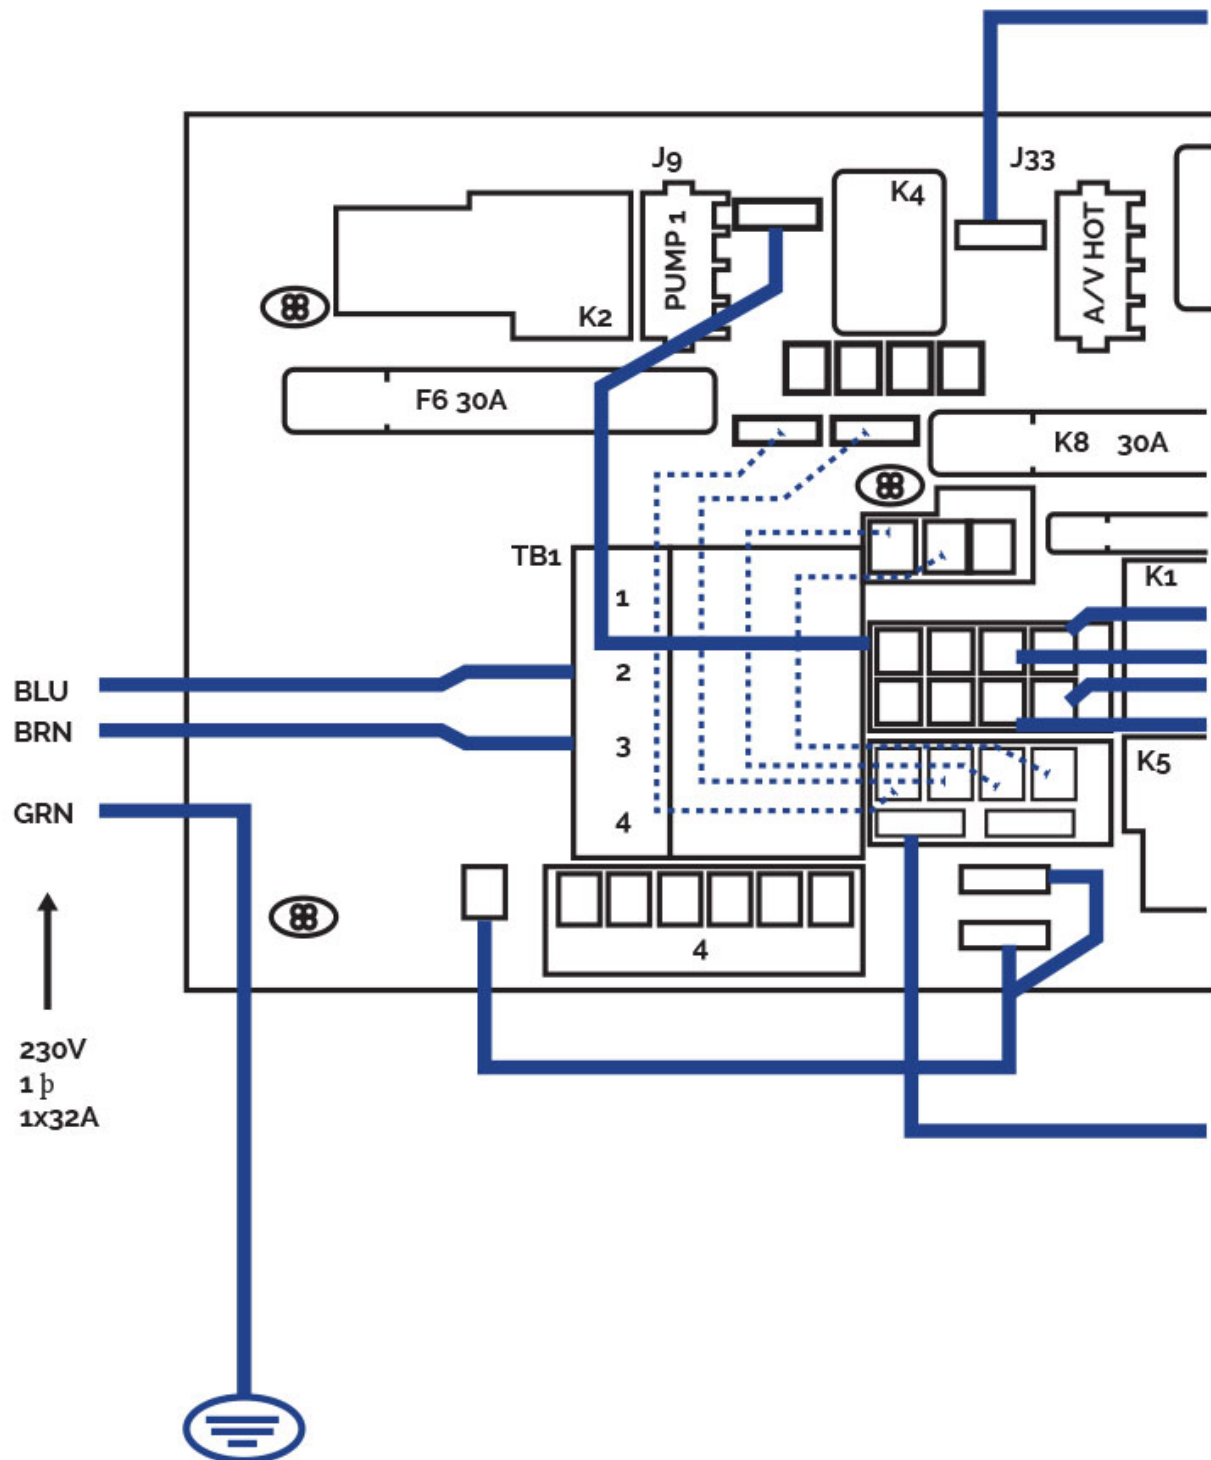 J9
J33
K4
PUMP 1
A/V HOT
K2
F6 30A
K8 30A
TB1
K1
1
2
BLU
BRN
3
K5
GRN
4
4
230V
1 þ
1x32A